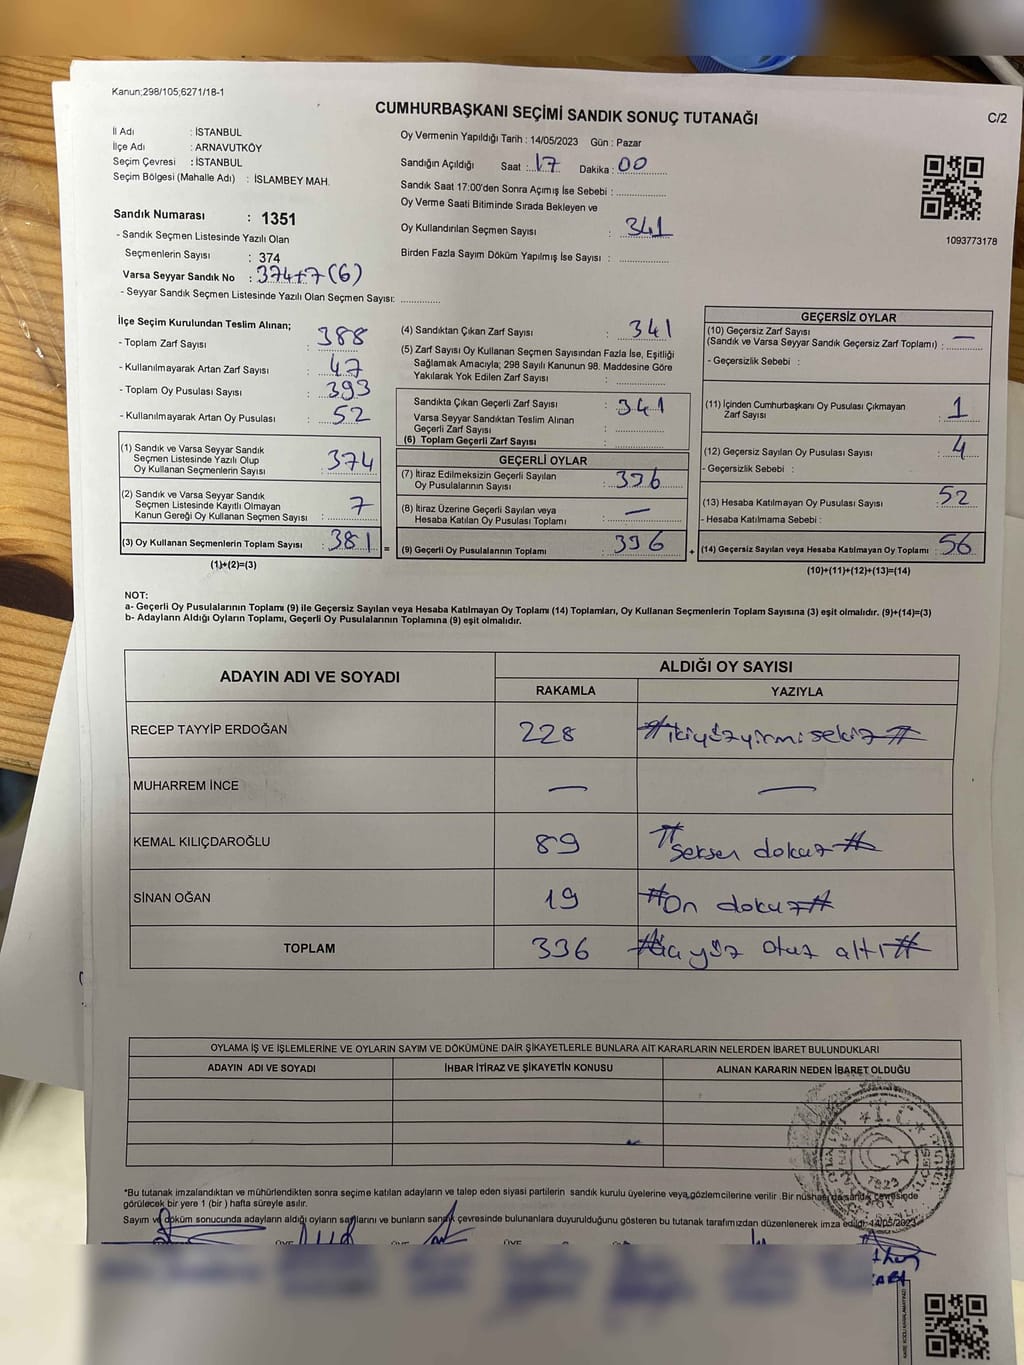 Kanun;298/105;6271/18-1
CUMHURBAŞKANI SEÇİMİ SANDIK SONUÇ TUTANAĞI
C/2
İl Adı : İSTANBUL
İlçe Adı : ARNAVUTKÖY
Seçim Çevresi : İSTANBUL
Seçim Bölgesi (Mahalle Adı) : İSLAMBEY MAH.
Sandık Numarası : 1351
- Sandık Seçmen Listesinde Yazılı Olan
Seçmenlerin Sayısı : 374
Varsa Seyyar Sandık No : 374+7(6)
- Seyyar Sandık Seçmen Listesinde Yazılı Olan Seçmen Sayısı:
Oy Vermenin Yapıldığı Tarih : 14/05/2023 Gün : Pazar
Sandığın Açıldığı Saat : 17 Dakika : 00
Sandık Saat 17:00'den Sonra Açımış İse Sebebi :
Oy Verme Saati Bitiminde Sırada Bekleyen ve
Oy Kullandırılan Seçmen Sayısı : 341
Birden Fazla Sayım Döküm Yapılmış İse Sayısı :
1093773178
İlçe Seçim Kurulundan Teslim Alınan;
- Toplam Zarf Sayısı : 388
- Kullanılmayarak Artan Zarf Sayısı : 47
- Toplam Oy Pusulası Sayısı : 393
- Kullanılmayarak Artan Oy Pusulası : 52
(1) Sandık ve Varsa Seyyar Sandık
Seçmen Listesinde Yazılı Olup
Oy Kullanan Seçmenlerin Sayısı : 374
(2) Sandık ve Varsa Seyyar Sandık
Seçmen Listesinde Kayıtlı Olmayan
Kanun Gereği Oy Kullanan Seçmen Sayısı : 7
(3) Oy Kullanan Seçmenlerin Toplam Sayısı : 381
(1)+(2)=(3)
(4) Sandıktan Çıkan Zarf Sayısı : 341
(5) Zarf Sayısı Oy Kullanan Seçmen Sayısından Fazla İse, Eşitliği
Sağlamak Amacıyla; 298 Sayılı Kanunun 98. Maddesine Göre
Yakılarak Yok Edilen Zarf Sayısı :
Sandıkta Çıkan Geçerli Zarf Sayısı : 341
Varsa Seyyar Sandıktan Teslim Alınan
Geçerli Zarf Sayısı :
(6) Toplam Geçerli Zarf Sayısı :
GEÇERLİ OYLAR
(7) İtiraz Edilmeksizin Geçerli Sayılan
Oy Pusulalarının Sayısı : 336
(8) İtiraz Üzerine Geçerli Sayılan veya
Hesaba Katılan Oy Pusulası Toplamı : —
= (9) Geçerli Oy Pusulalarının Toplamı : 336
GEÇERSİZ OYLAR
(10) Geçersiz Zarf Sayısı
(Sandık ve Varsa Seyyar Sandık Geçersiz Zarf Toplamı) : —
- Geçersizlik Sebebi :
(11) İçinden Cumhurbaşkanı Oy Pusulası Çıkmayan
Zarf Sayısı : 1
(12) Geçersiz Sayılan Oy Pusulası Sayısı : 4
- Geçersizlik Sebebi :
(13) Hesaba Katılmayan Oy Pusulası Sayısı 52
- Hesaba Katılmama Sebebi :
+ (14) Geçersiz Sayılan veya Hesaba Katılmayan Oy Toplamı : 56
(10)+(11)+(12)+(13)=(14)
NOT:
a- Geçerli Oy Pusulalarının Toplamı (9) ile Geçersiz Sayılan veya Hesaba Katılmayan Oy Toplamı (14) Toplamları, Oy Kullanan Seçmenlerin Toplam Sayısına (3) eşit olmalıdır. (9)+(14)=(3)
b- Adayların Aldığı Oyların Toplamı, Geçerli Oy Pusulalarının Toplamına (9) eşit olmalıdır.
ADAYIN ADI VE SOYADI ALDIĞI OY SAYISI
RAKAMLA YAZIYLA
RECEP TAYYİP ERDOĞAN 228 #ikiyüzyirmisekiz#
MUHARREM İNCE — —
KEMAL KILIÇDAROĞLU 89 #seksen dokuz#
SİNAN OĞAN 19 #On dokuz#
TOPLAM 336 yüz otuz altı#
OYLAMA İŞ VE İŞLEMLERİNE VE OYLARIN SAYIM VE DÖKÜMÜNE DAİR ŞİKAYETLERLE BUNLARA AİT KARARLARIN NELERDEN İBARET BULUNDUKLARI
ADAYIN ADI VE SOYADI İHBAR İTİRAZ VE ŞİKAYETİN KONUSU ALINAN KARARIN NEDEN İBARET OLDUĞU
T.C.
1923
*Bu tutanak imzalandıktan ve mühürlendikten sonra seçime katılan adayların ve talep eden siyasi partilerin sandık kurulu üyelerine veya gözlemcilerine verilir .Bir nüshası da sandık çevresinde
görülecek bir yere 1 (bir ) hafta süreyle asılır.
Sayım ve döküm sonucunda adayların aldığı oyların sayılarını ve bunların sandık çevresinde bulunanlara duyurulduğunu gösteren bu tutanak tarafımızdan düzenlenerek imza edildi. 14/05/2023